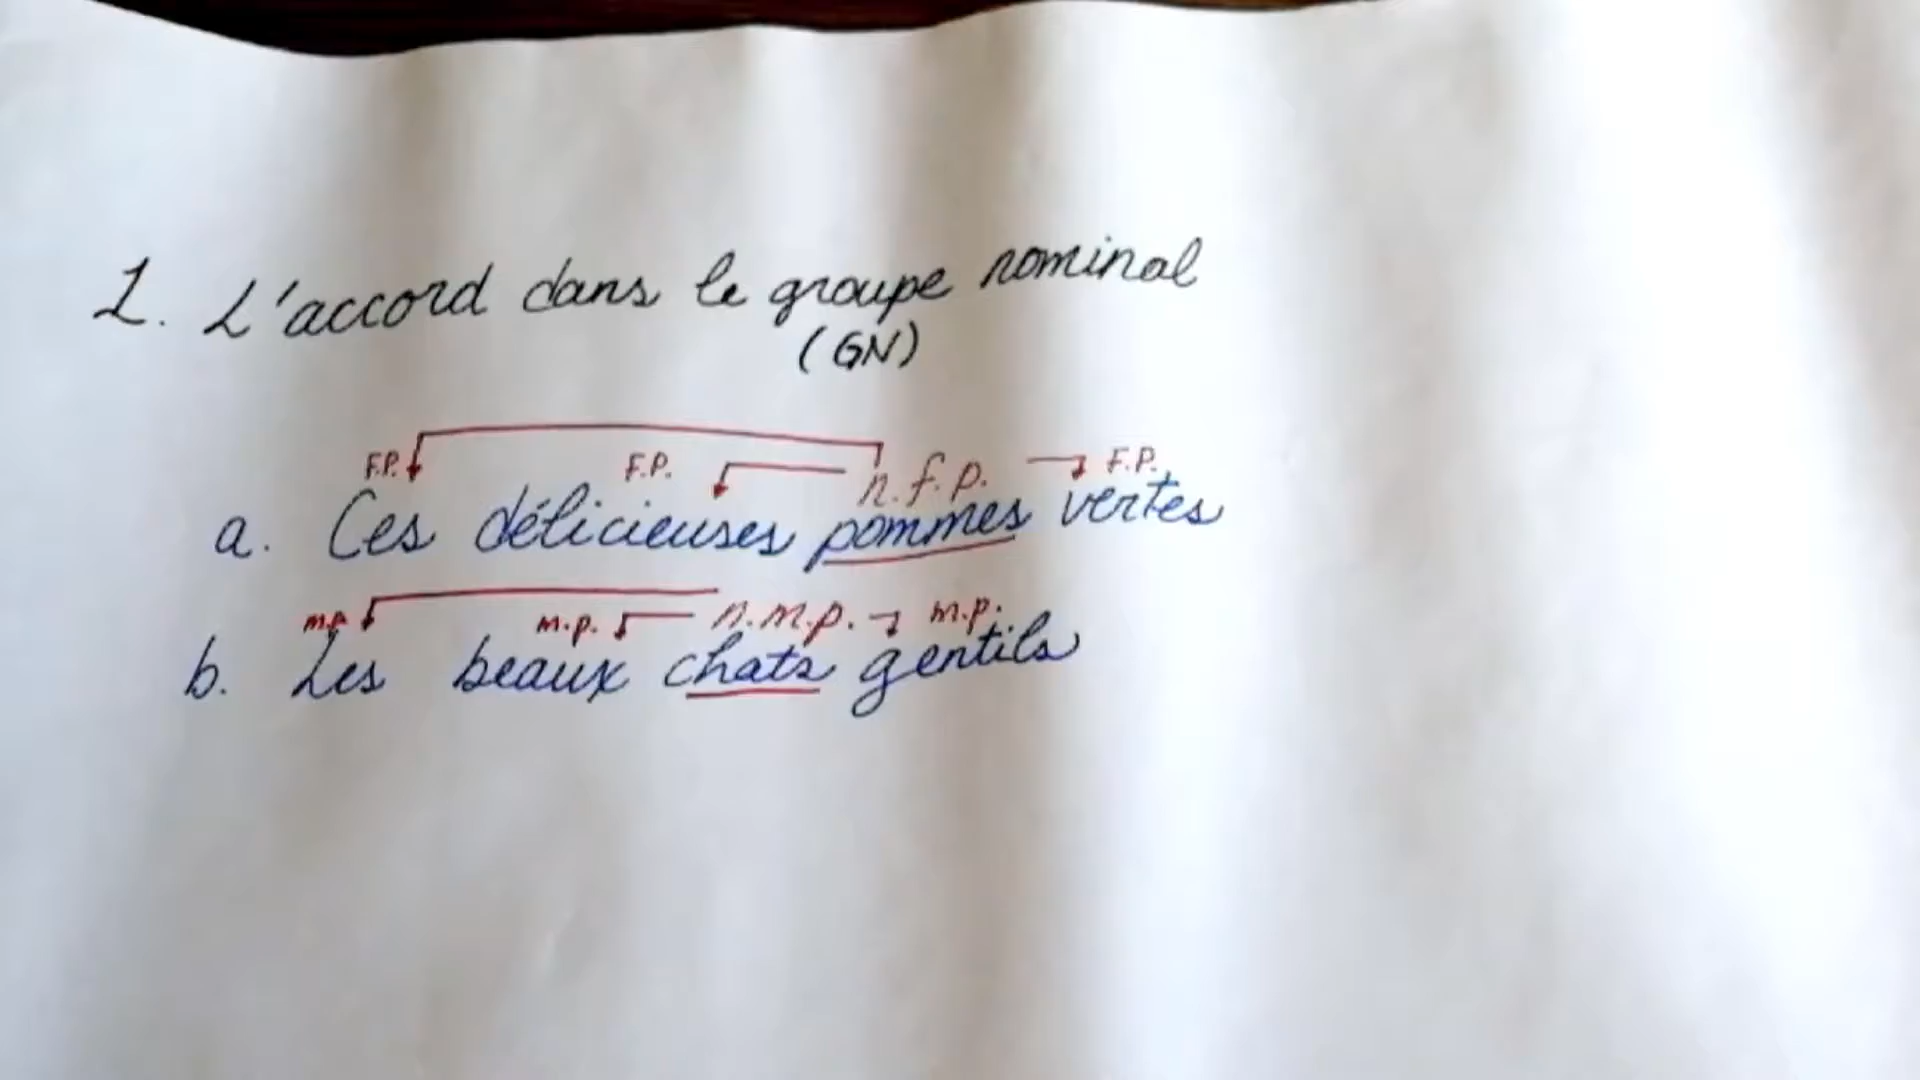 1. L'accord dans le groupe nominal
(GN)
F.P. F.P. n.f.p. F.P.
a. Ces délicieuses pommes vertes
m.p. m.p. n.m.p. m.p.
b. Les beaux chats gentils